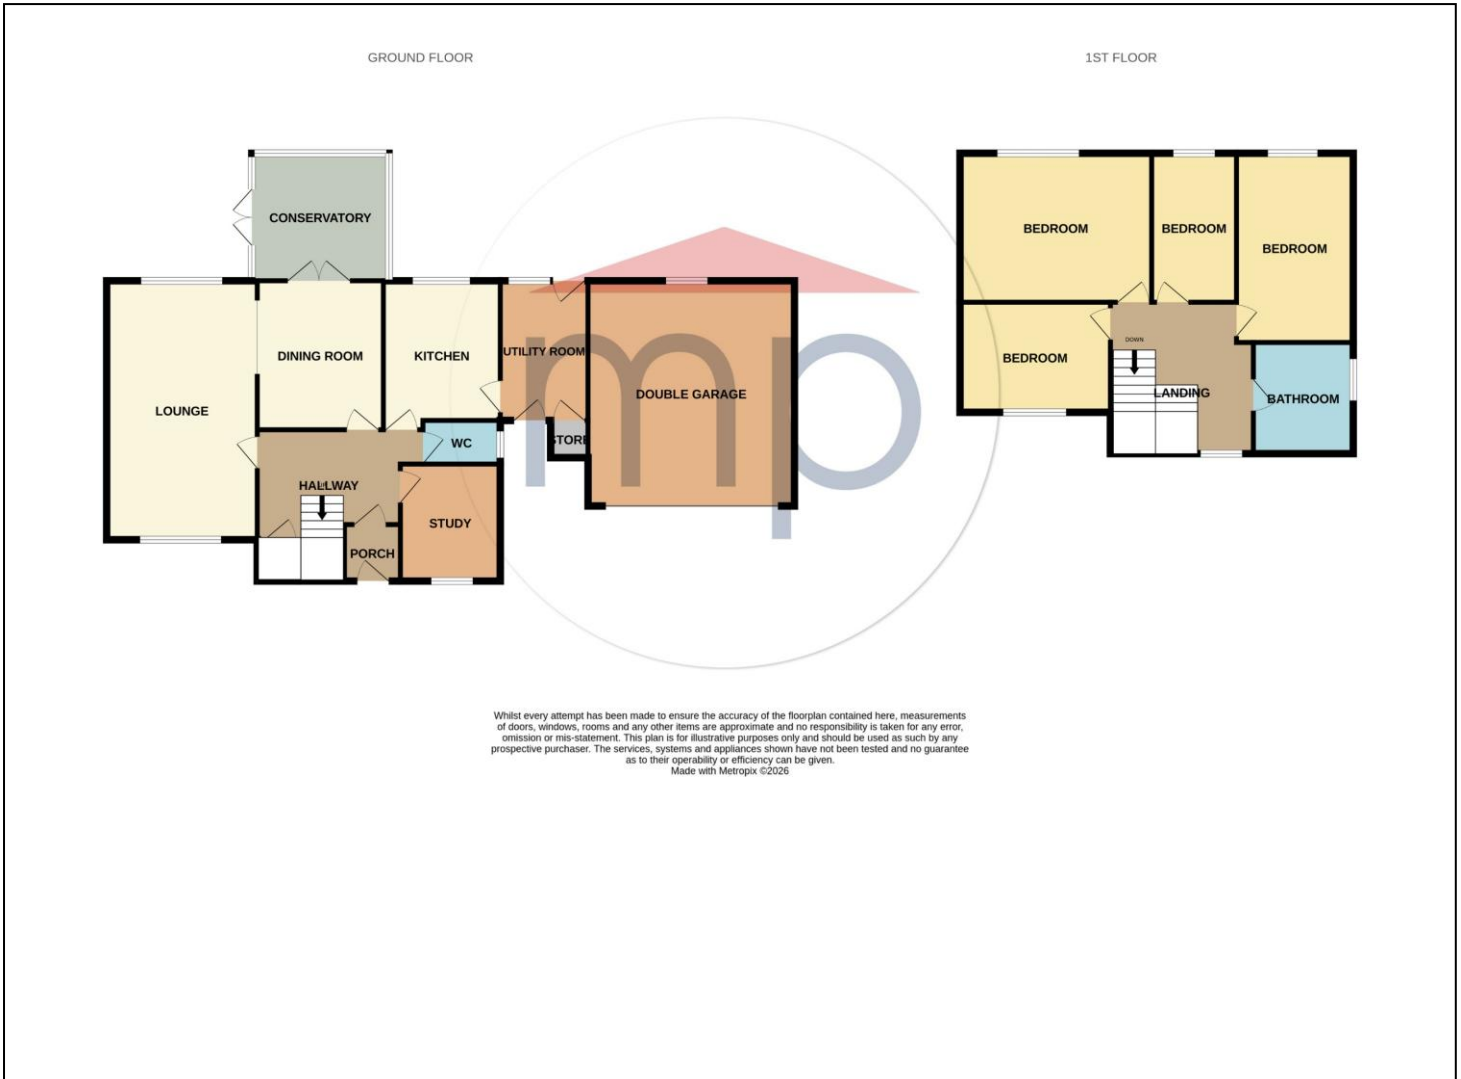 GROUND FLOOR
1ST FLOOR
CONSERVATORY
DINING ROOM
KITCHEN
UTILITY ROOM
LOUNGE
DOUBLE GARAGE
WC
STORE
HALLWAY
STUDY
PORCH
BEDROOM
BEDROOM
BEDROOM
BEDROOM
DOWN
LANDING
BATHROOM
mp
Whilst every attempt has been made to ensure the accuracy of the floorplan contained here, measurements
of doors, windows, rooms and any other items are approximate and no responsibility is taken for any error,
omission or mis-statement. This plan is for illustrative purposes only and should be used as such by any
prospective purchaser. The services, systems and appliances shown have not been tested and no guarantee
as to their operability or efficiency can be given.
Made with Metropix ©2026